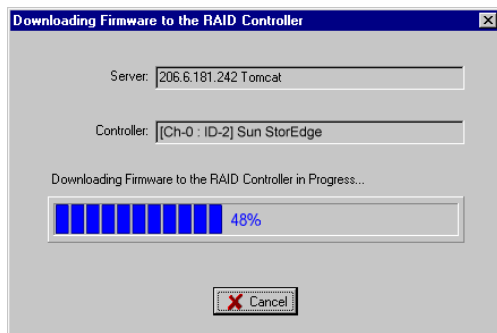 Downloading Firmware to the RAID Controller
Server: 206.6.181.242 Tomcat
Controller: [Ch-0 : ID-2] Sun StorEdge
Downloading Firmware to the RAID Controller in Progress...
48%
Cancel